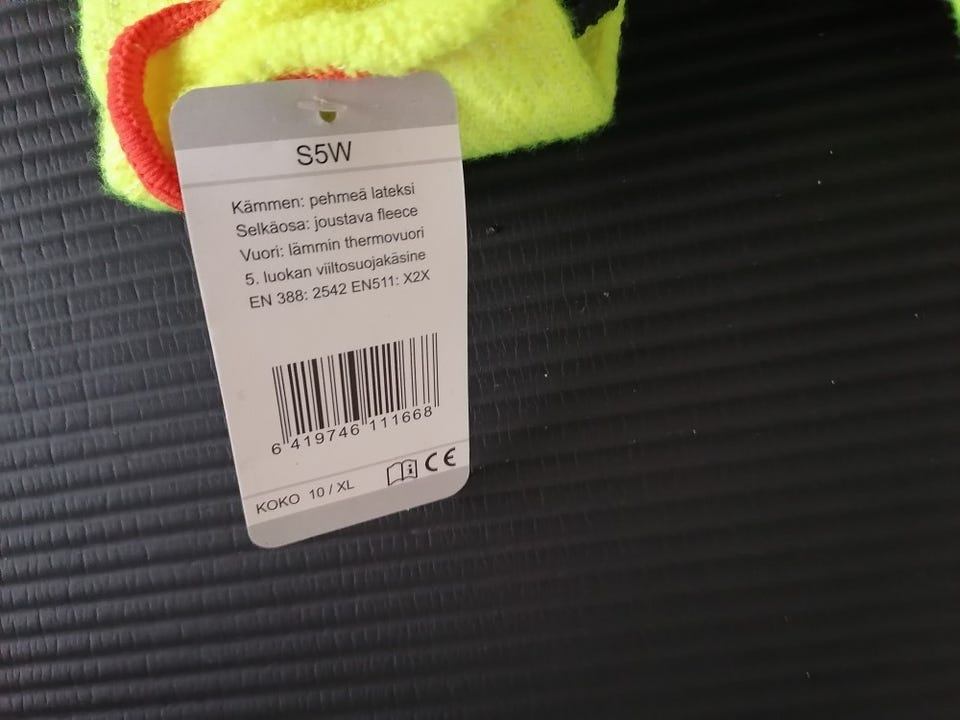 S5W
Kämmen: pehmeä lateksi
Selkäosa: joustava fleece
Vuori: lämmin thermovuori
5. luokan viiltosuojakäsine
EN 388: 2542 EN511: X2X
6 419746 111668
KOKO 10 / XL
i CE